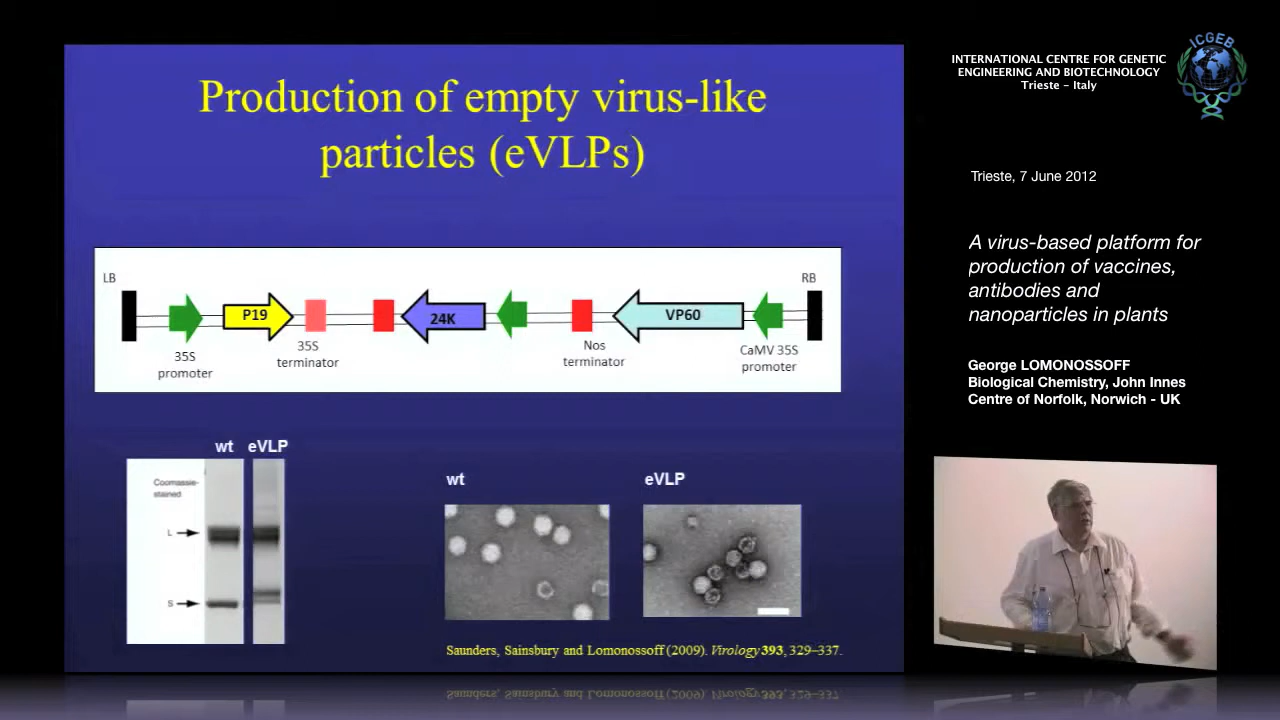 Production of empty virus-like
particles (eVLPs)
LB
RB
P19
24K
VP60
35S
promoter
35S
terminator
Nos
terminator
CaMV 35S
promoter
wt eVLP
Coomassie-
stained
L
S
wt
eVLP
Saunders, Sainsbury and Lomonossoff (2009). Virology 393, 329–337.
INTERNATIONAL CENTRE FOR GENETIC
ENGINEERING AND BIOTECHNOLOGY
Trieste - Italy
ICGEB
Trieste, 7 June 2012
A virus-based platform for
production of vaccines,
antibodies and
nanoparticles in plants
George LOMONOSSOFF
Biological Chemistry, John Innes
Centre of Norfolk, Norwich - UK